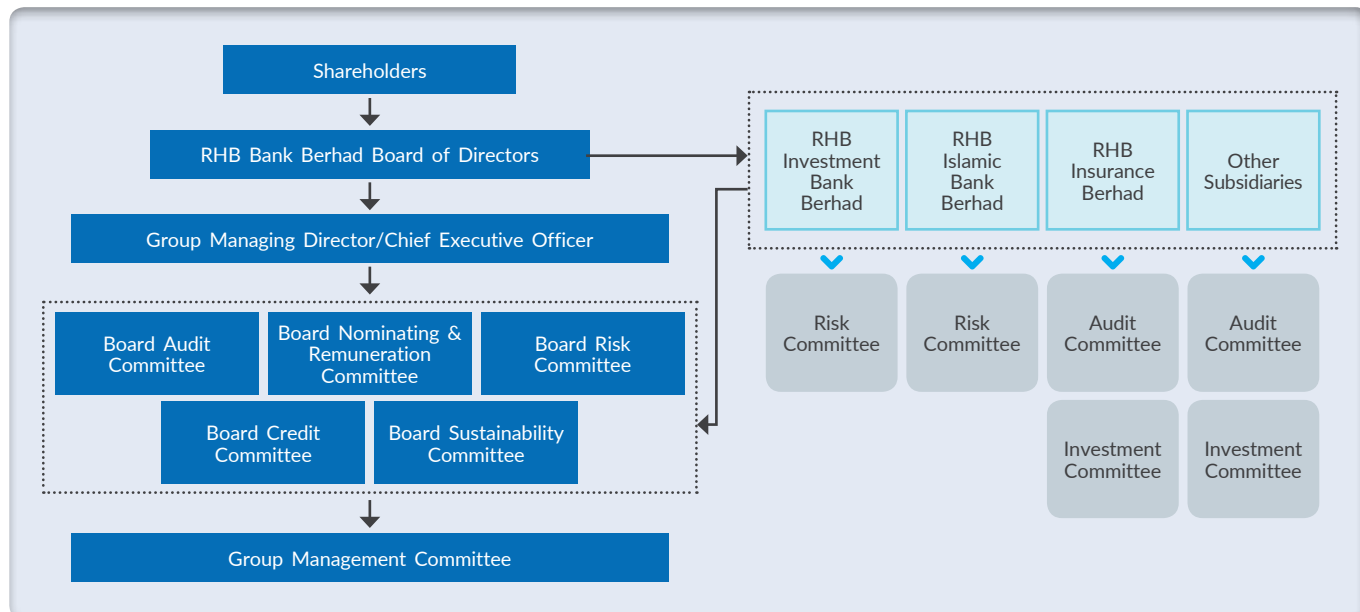 Shareholders
RHB Bank Berhad Board of Directors
Group Managing Director/Chief Executive Officer
Board Audit
Committee
Board Nominating &
Remuneration
Committee
Board Risk
Committee
Board Credit
Committee
Board Sustainability
Committee
Group Management Committee
RHB
Investment
Bank
Berhad
RHB
Islamic
Bank
Berhad
RHB
Insurance
Berhad
Other
Subsidiaries
Risk
Committee
Risk
Committee
Audit
Committee
Audit
Committee
Investment
Committee
Investment
Committee